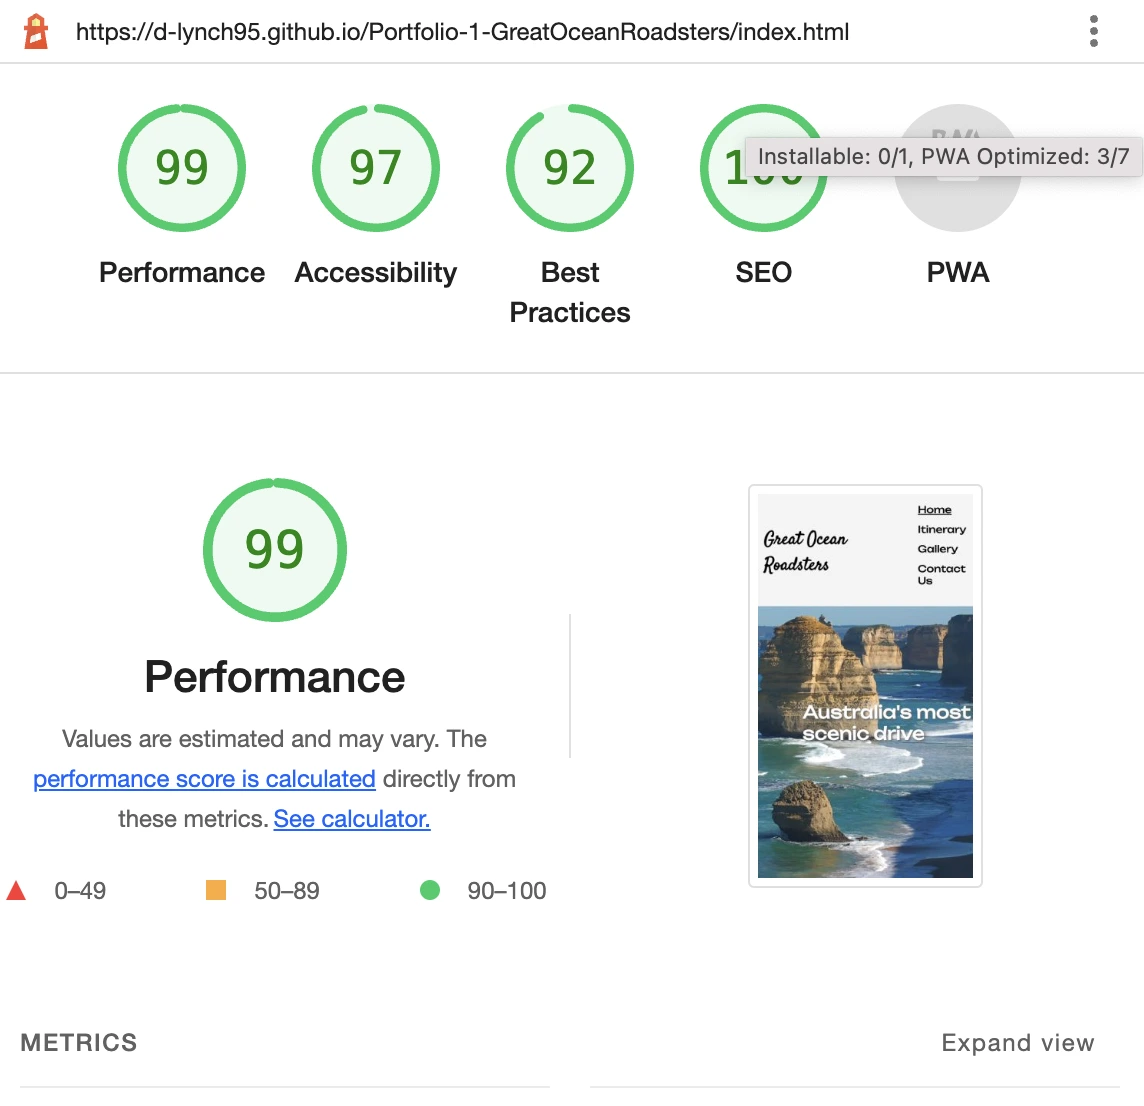 https://d-lynch95.github.io/Portfolio-1-GreatOceanRoadsters/index.html
99
97
92
Installable: 0/1, PWA Optimized: 3/7
Performance
Accessibility
Best
Practices
SEO
PWA
99
Performance
Values are estimated and may vary. The
performance score is calculated directly from
these metrics. See calculator.
0–49
50–89
90–100
Great Ocean
Roadsters
Home
Itinerary
Gallery
Contact
Us
Australia's most
scenic drive
METRICS
Expand view